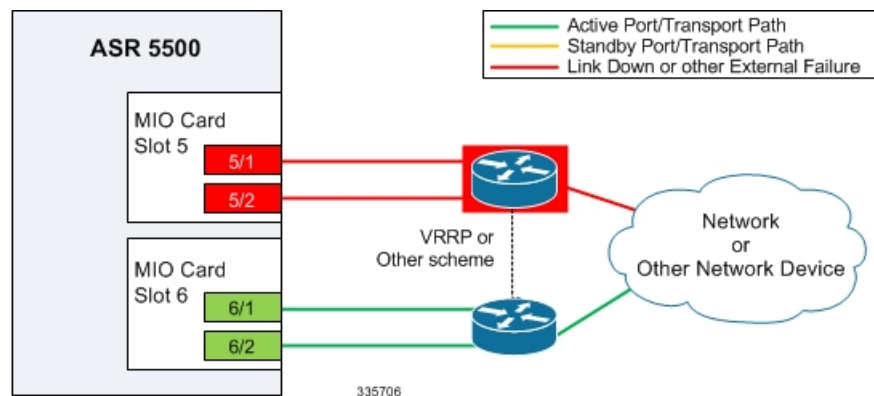 ASR 5500
Active Port/Transport Path
Standby Port/Transport Path
Link Down or other External Failure
MIO Card
Slot 5
5/1
5/2
VRRP or
Other scheme
Network
or
Other Network Device
MIO Card
Slot 6
6/1
6/2
335706